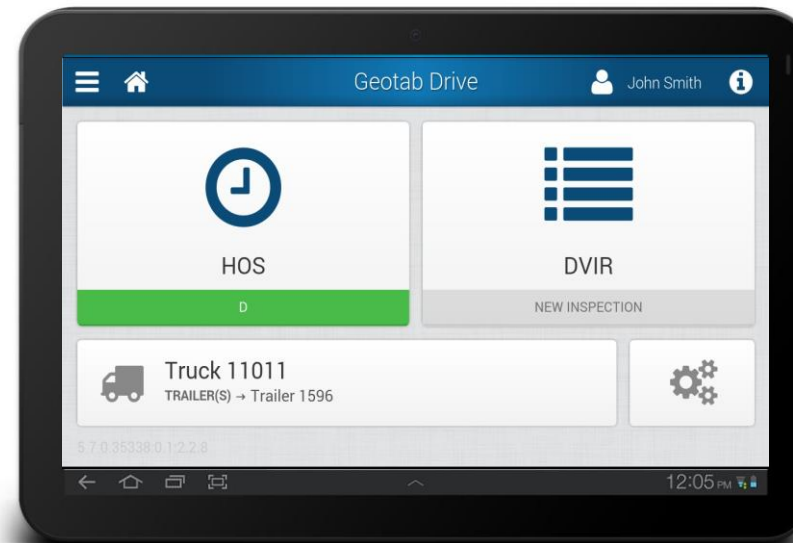 Geotab Drive John Smith
HOS DVIR
D NEW INSPECTION
Truck 11011
TRAILER(S) → Trailer 1596
5.7.0.35338.0.1:2.2.8
12:05 PM